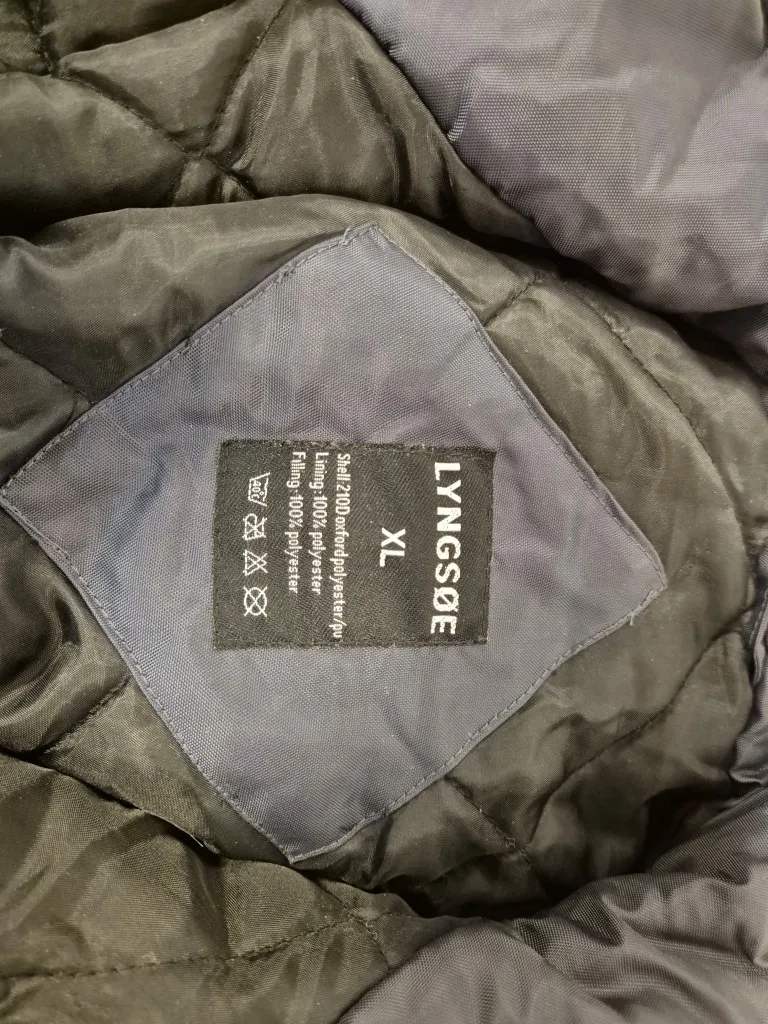 LYNGSØE
XL
Shell:210D oxford polyester/pu
Lining:100% polyester
Filling:100% polyester